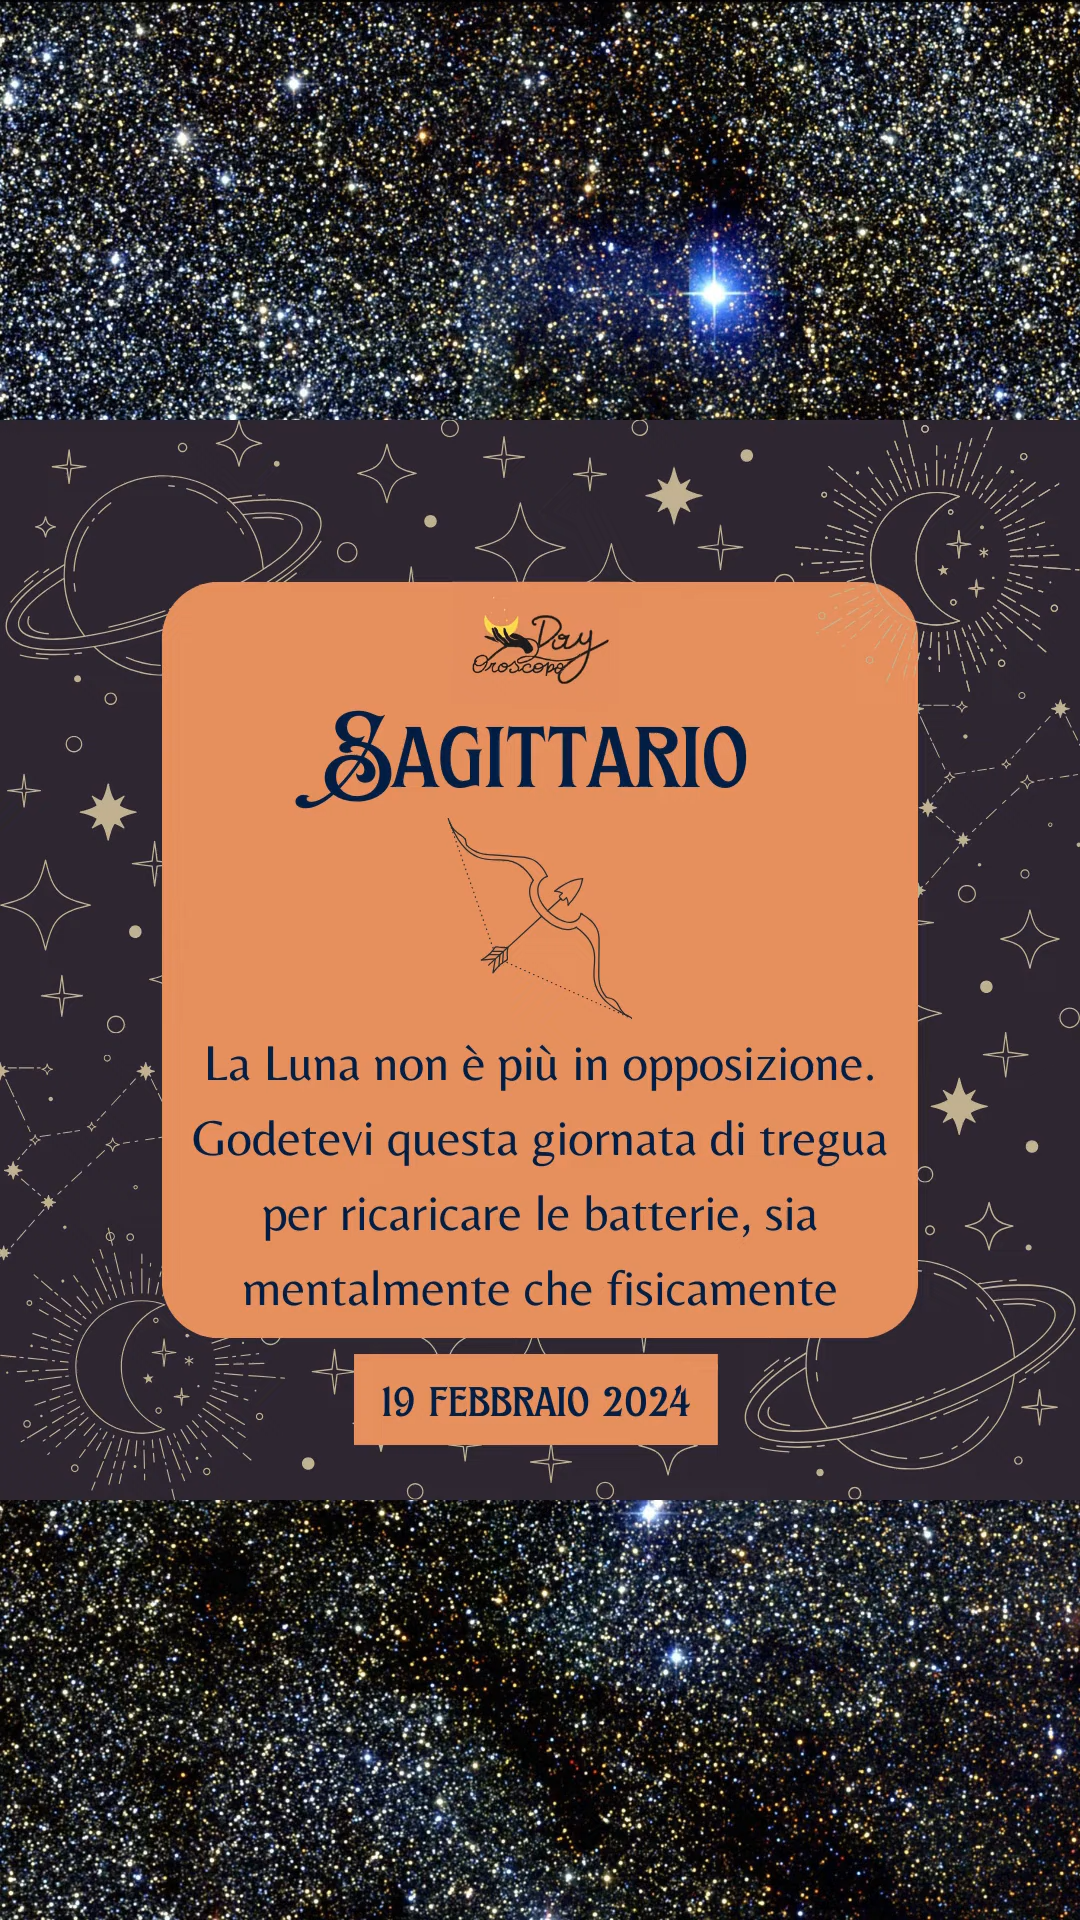 Day
Oroscopo
Sagittario
La Luna non è più in opposizione.
Godetevi questa giornata di tregua
per ricaricare le batterie, sia
mentalmente che fisicamente
19 FEBBRAIO 2024